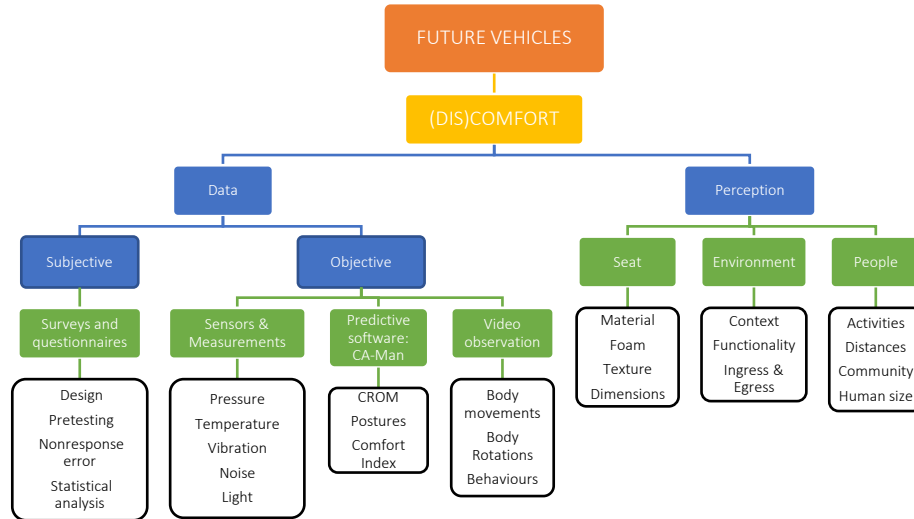 FUTURE VEHICLES
(DIS)COMFORT
Data
Perception
Subjective
Objective
Seat
Environment
People
Surveys and
questionnaires
Sensors &
Measurements
Predictive
software:
CA-Man
Video
observation
Material
Foam
Texture
Dimensions
Context
Functionality
Ingress &
Egress
Activities
Distances
Community
Human size
Design
Pretesting
Nonresponse
error
Statistical
analysis
Pressure
Temperature
Vibration
Noise
Light
CROM
Postures
Comfort
Index
Body
movements
Body
Rotations
Behaviours